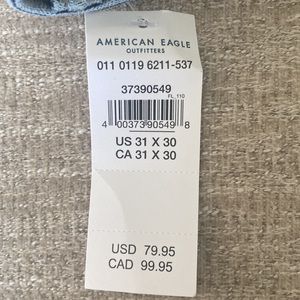 AMERICAN EAGLE
OUTFITTERS
011 0119 6211-537
37390549
FL_110
4 00373 90549 8
US 31 X 30
CA 31 X 30
USD 79.95
CAD 99.95